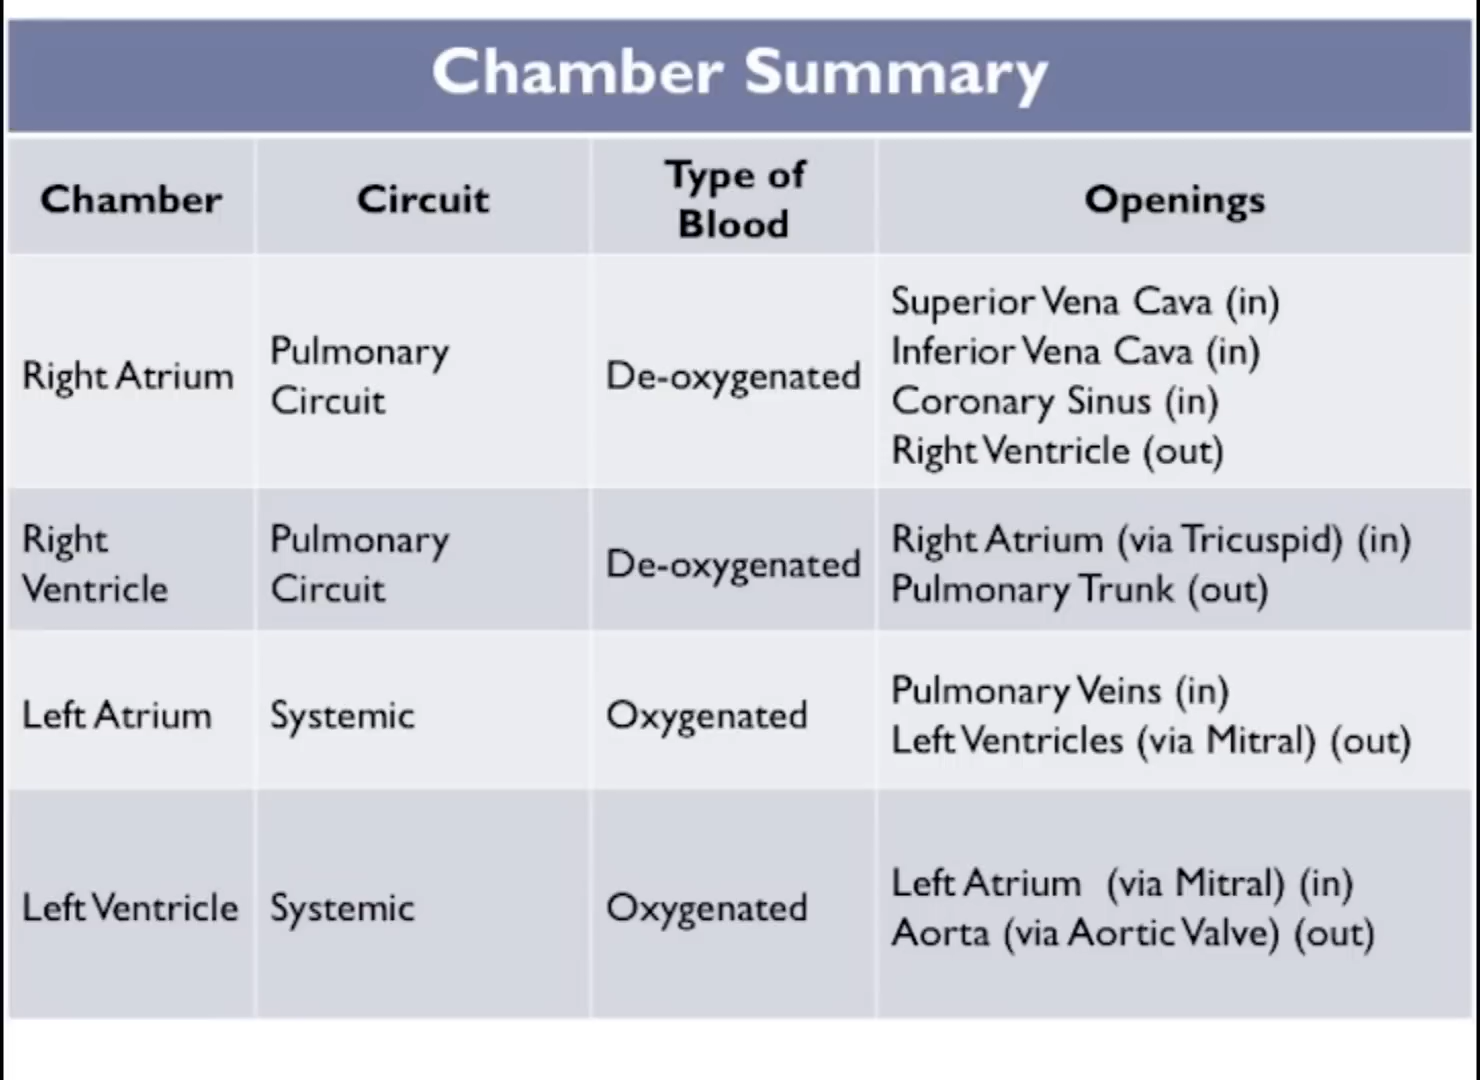 Chamber Summary
Chamber
Circuit
Type of
Blood
Openings
Right Atrium
Pulmonary
Circuit
De-oxygenated
Superior Vena Cava (in)
Inferior Vena Cava (in)
Coronary Sinus (in)
Right Ventricle (out)
Right
Ventricle
Pulmonary
Circuit
De-oxygenated
Right Atrium (via Tricuspid) (in)
Pulmonary Trunk (out)
Left Atrium
Systemic
Oxygenated
Pulmonary Veins (in)
Left Ventricles (via Mitral) (out)
Left Ventricle
Systemic
Oxygenated
Left Atrium (via Mitral) (in)
Aorta (via Aortic Valve) (out)